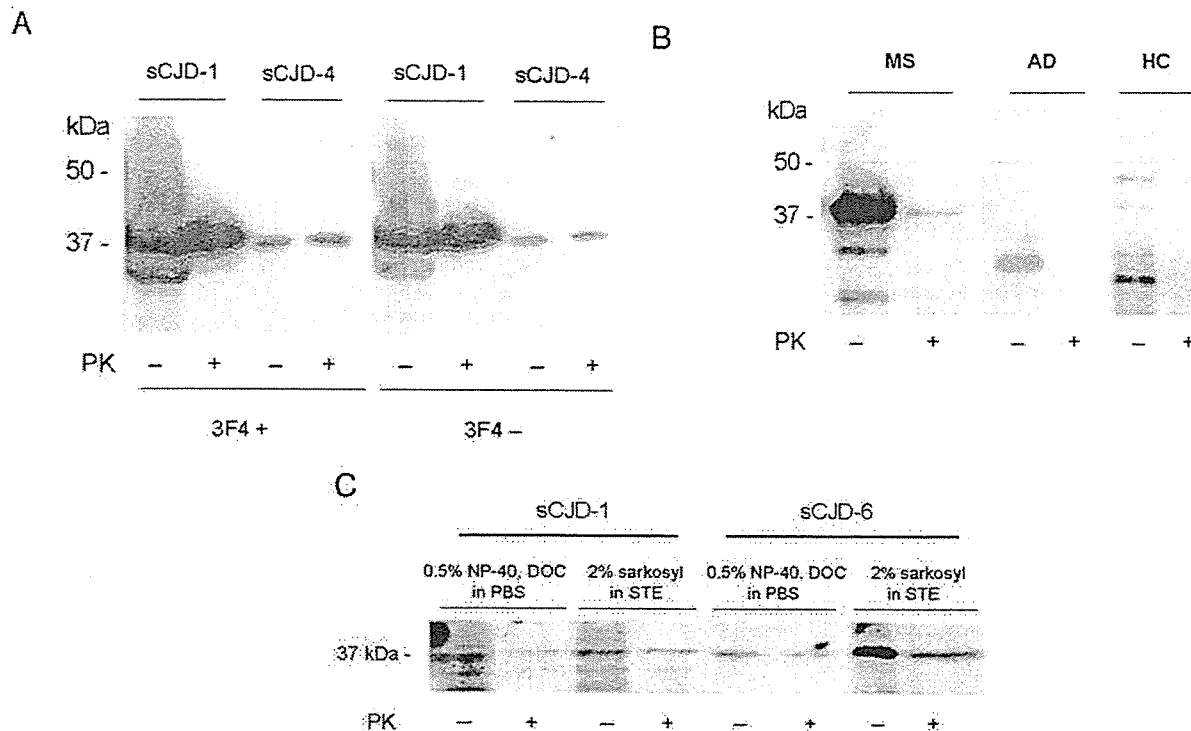 A
sCJD-1 sCJD-4 sCJD-1 sCJD-4
kDa
50 -
37 -
PK – + – + – + – +
3F4 + 3F4 –
B
MS AD HC
50 -
37 -
PK – + – + – +
C
sCJD-1 sCJD-6
0.5% NP-40, DOC in PBS 2% sarkosyl in STE 0.5% NP-40, DOC in PBS 2% sarkosyl in STE
37 kDa -
PK – + – + – + – +